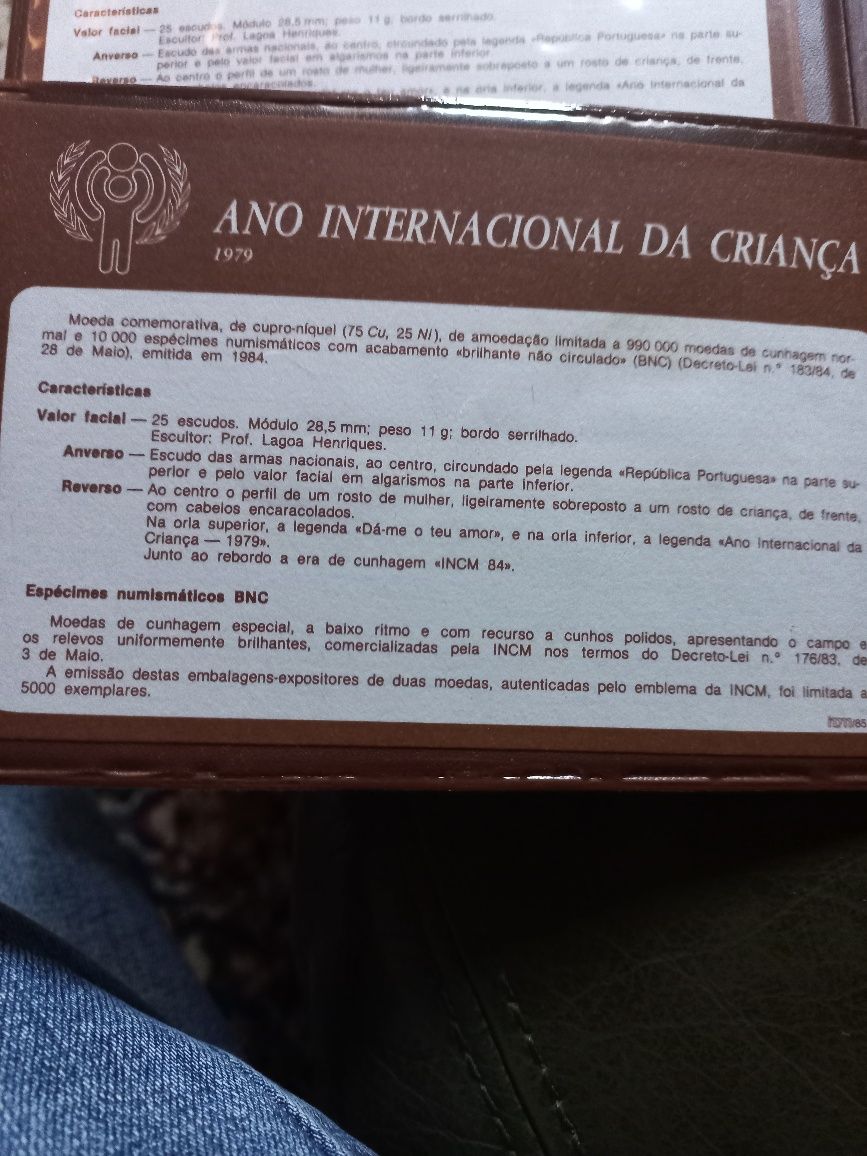 Características
Valor facial — 25 escudos. Módulo 28,5 mm; peso 11 g; bordo serrilhado.
Escultor: Prof. Lagoa Henriques.
Anverso — Escudo das armas nacionais, ao centro, circundado pela legenda «República Portuguesa» na parte su-
perior e pelo valor facial em algarismos na parte inferior.
Reverso — Ao centro o perfil de um rosto de mulher, ligeiramente sobreposto a um rosto de criança, de frente,
encaracolados.
teu amor», e na orla inferior, a legenda «Ano Internacional da
ANO INTERNACIONAL DA CRIANÇA
1979
Moeda comemorativa, de cupro-níquel (75 Cu, 25 Ni), de amoedação limitada a 990 000 moedas de cunhagem nor-
mal e 10 000 espécimes numismáticos com acabamento «brilhante não circulado» (BNC) (Decreto-Lei n.º 183/84, de
28 de Maio), emitida em 1984.
Características
Valor facial — 25 escudos. Módulo 28,5 mm; peso 11 g; bordo serrilhado.
Escultor: Prof. Lagoa Henriques.
Anverso — Escudo das armas nacionais, ao centro, circundado pela legenda «República Portuguesa» na parte su-
perior e pelo valor facial em algarismos na parte inferior.
Reverso — Ao centro o perfil de um rosto de mulher, ligeiramente sobreposto a um rosto de criança, de frente,
com cabelos encaracolados.
Na orla superior, a legenda «Dá-me o teu amor», e na orla inferior, a legenda «Ano Internacional da
Criança — 1979».
Junto ao rebordo a era de cunhagem «INCM 84».
Espécimes numismáticos BNC
Moedas de cunhagem especial, a baixo ritmo e com recurso a cunhos polidos, apresentando o campo e
os relevos uniformemente brilhantes, comercializadas pela INCM nos termos do Decreto-Lei n.º 176/83, de
3 de Maio.
A emissão destas embalagens-expositores de duas moedas, autenticadas pelo emblema da INCM, foi limitada a
5000 exemplares.